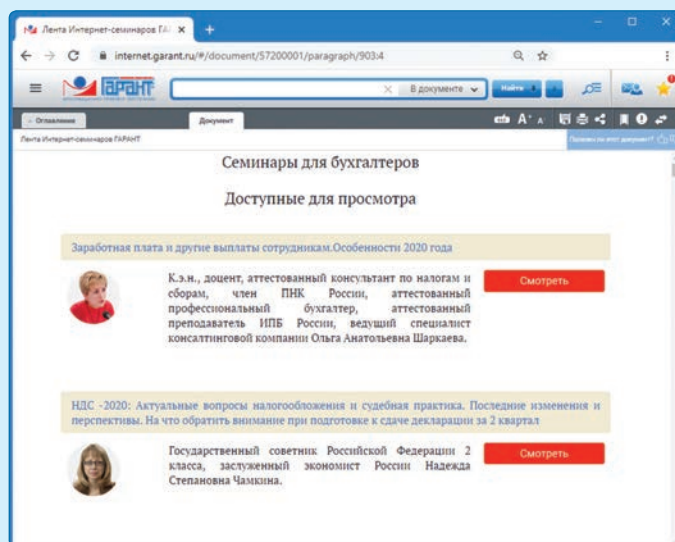 Лента Интернет-семинаров ГА
internet.garant.ru/#/document/57200001/paragraph/903:4
ГАРАНТ
В документе
Найти
Оглавление
Документ
Лента Интернет-семинаров ГАРАНТ
Полезен ли этот документ?
Семинары для бухгалтеров
Доступные для просмотра
Заработная плата и другие выплаты сотрудникам.Особенности 2020 года
К.э.н., доцент, аттестованный консультант по налогам и
сборам, член ПНК России, аттестованный
профессиональный бухгалтер, аттестованный
преподаватель ИПБ России, ведущий специалист
консалтинговой компании Ольга Анатольевна Шаркаева.
Смотреть
НДС -2020: Актуальные вопросы налогообложения и судебная практика. Последние изменения и
перспективы. На что обратить внимание при подготовке к сдаче декларации за 2 квартал
Государственный советник Российской Федерации 2
класса, заслуженный экономист России Надежда
Степановна Чамкина.
Смотреть